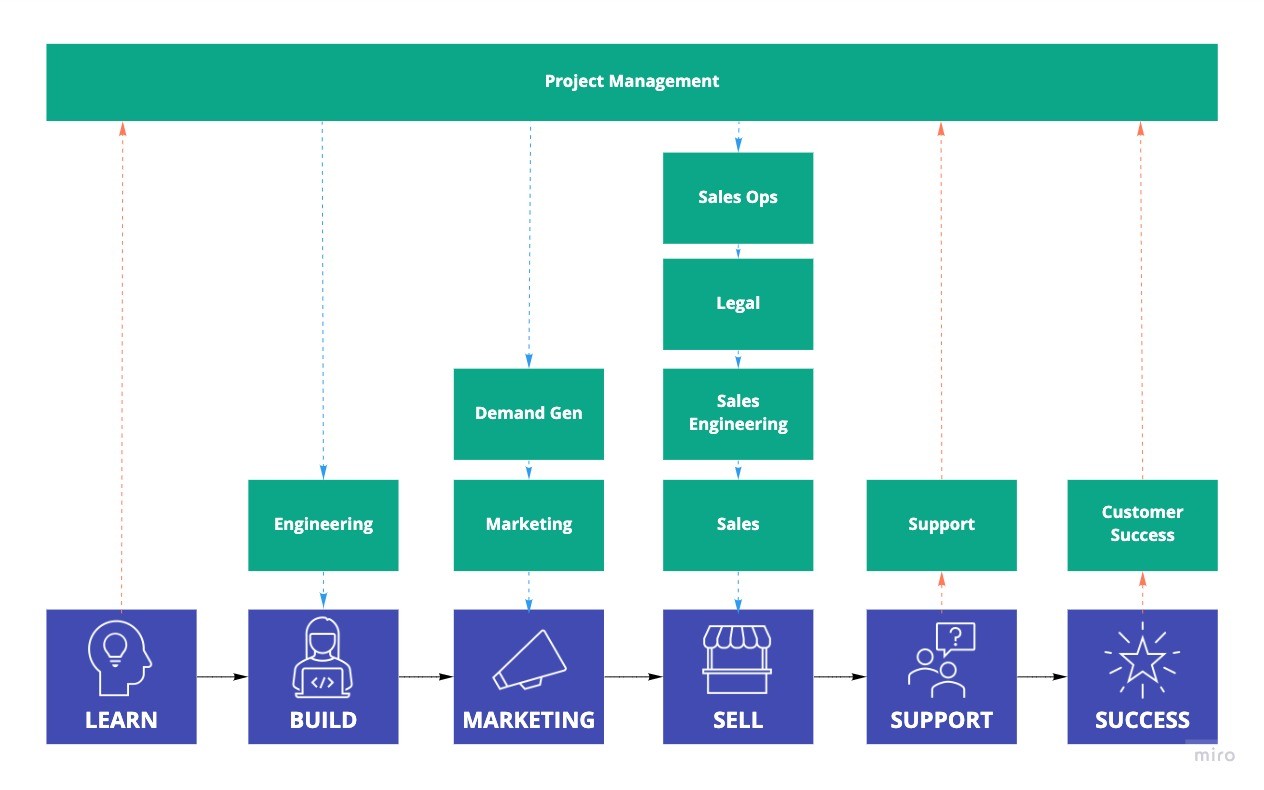 Project Management
Sales Ops
Legal
Demand Gen
Sales
Engineering
Engineering
Marketing
Sales
Support
Customer
Success
?
</>
LEARN
BUILD
MARKETING
SELL
SUPPORT
SUCCESS
miro